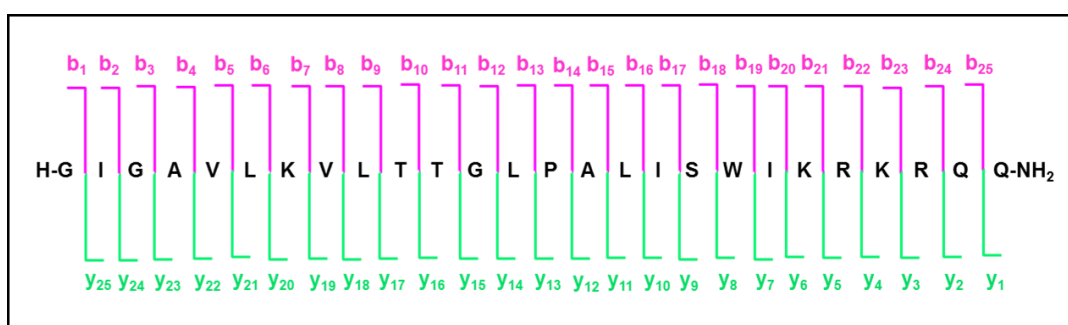 b₁ b₂ b₃ b₄ b₅ b₆ b₇ b₈ b₉ b₁₀ b₁₁ b₁₂ b₁₃ b₁₄ b₁₅ b₁₆ b₁₇ b₁₈ b₁₉ b₂₀ b₂₁ b₂₂ b₂₃ b₂₄ b₂₅
H-G I G A V L K V L T T G L P A L I S W I K R K R Q Q-NH₂
y₂₅ y₂₄ y₂₃ y₂₂ y₂₁ y₂₀ y₁₉ y₁₈ y₁₇ y₁₆ y₁₅ y₁₄ y₁₃ y₁₂ y₁₁ y₁₀ y₉ y₈ y₇ y₆ y₅ y₄ y₃ y₂ y₁